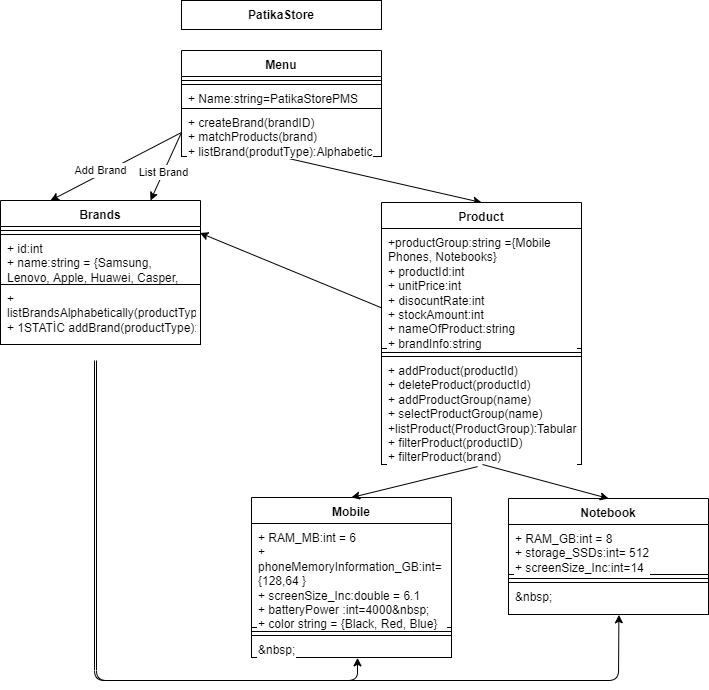 PatikaStore
Menu
+ Name:string=PatikaStorePMS
+ createBrand(brandID)
+ matchProducts(brand)
+ listBrand(produtType):Alphabetic
Add Brand
List Brand
Brands
+ id:int
+ name:string = {Samsung,
Lenovo, Apple, Huawei, Casper,
+
listBrandsAlphabetically(productTyp
+ 1STATİC addBrand(productType):
Product
+productGroup:string ={Mobile
Phones, Notebooks}
+ productId:int
+ unitPrice:int
+ disocuntRate:int
+ stockAmount:int
+ nameOfProduct:string
+ brandInfo:string
+ addProduct(productId)
+ deleteProduct(productId)
+ addProductGroup(name)
+ selectProductGroup(name)
+listProduct(ProductGroup):Tabular
+ filterProduct(productID)
+ filterProduct(brand)
Mobile
+ RAM_MB:int = 6
+
phoneMemoryInformation_GB:int=
{128,64 }
+ screenSize_Inc:double = 6.1
+ batteryPower :int=4000&nbsp;
+ color string = {Black, Red, Blue}
&nbsp;
Notebook
+ RAM_GB:int = 8
+ storage_SSDs:int= 512
+ screenSize_Inc:int=14
&nbsp;